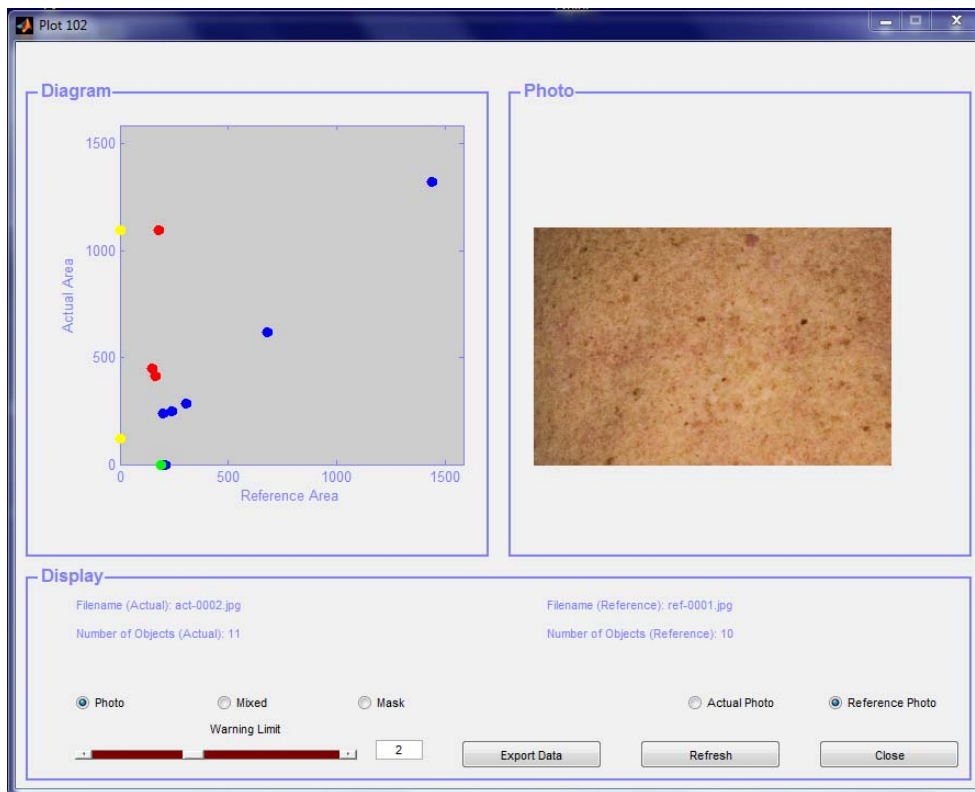 Plot 102
Diagram
Photo
1500
1000
500
0
Actual Area
0 500 1000 1500
Reference Area
Display
Filename (Actual): act-0002.jpg
Filename (Reference): ref-0001.jpg
Number of Objects (Actual): 11
Number of Objects (Reference): 10
Photo Mixed Mask Actual Photo Reference Photo
Warning Limit
2 Export Data Refresh Close